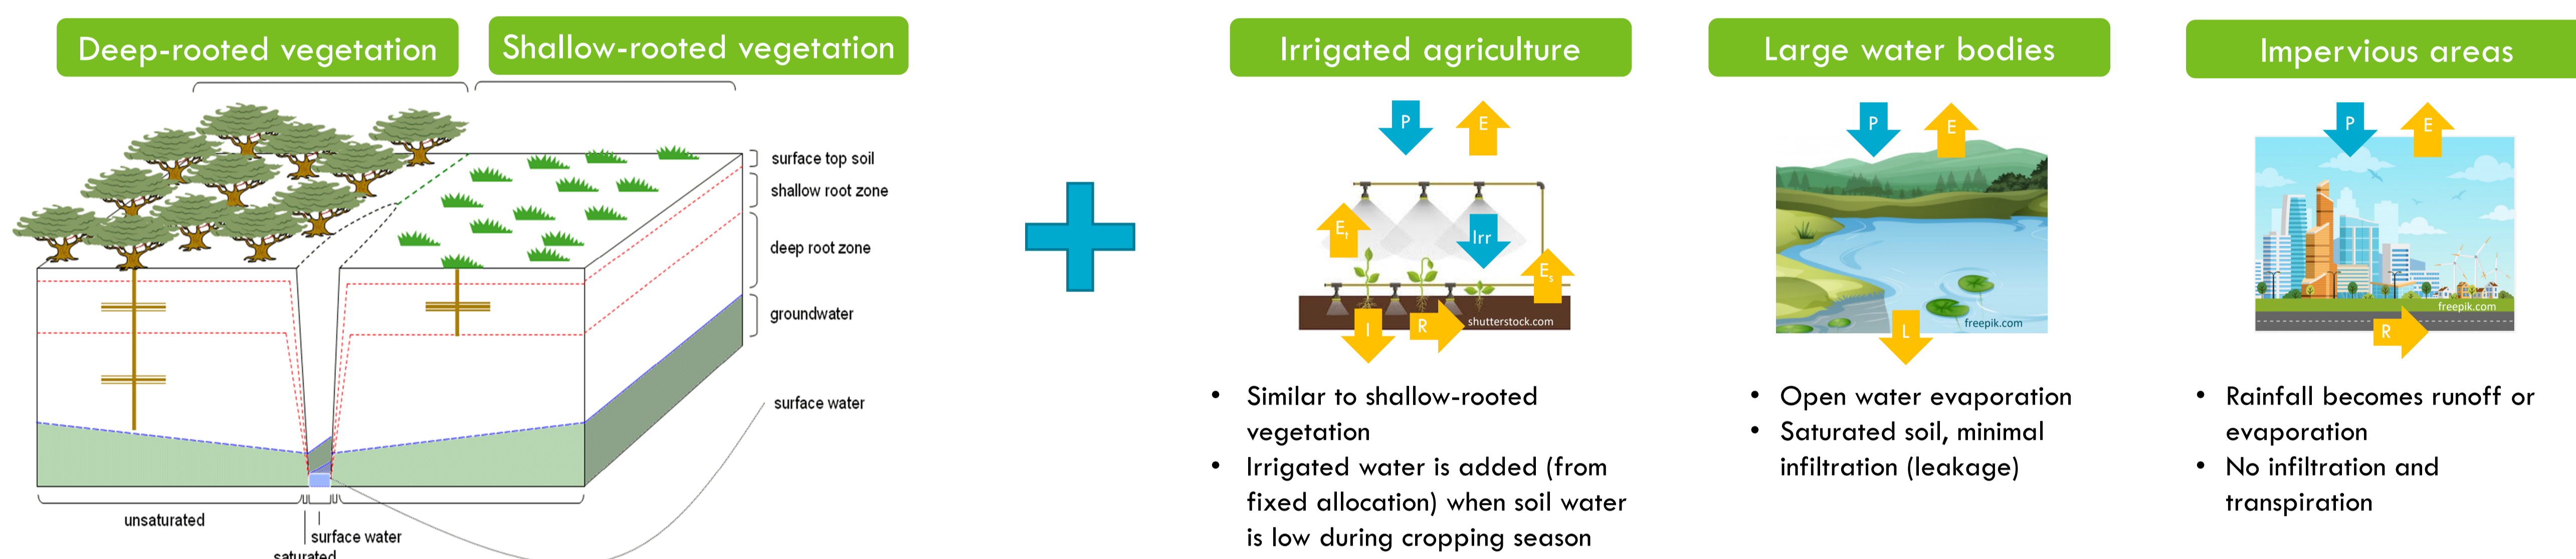 Deep-rooted vegetation
Shallow-rooted vegetation
surface top soil
shallow root zone
deep root zone
groundwater
surface water
unsaturated
surface water
saturated
Irrigated agriculture
P
E
Et
Irr
Es
I
R
shutterstock.com
• Similar to shallow-rooted
vegetation
• Irrigated water is added (from
fixed allocation) when soil water
is low during cropping season
Large water bodies
P
E
L
freepik.com
• Open water evaporation
• Saturated soil, minimal
infiltration (leakage)
Impervious areas
P
E
freepik.com
R
• Rainfall becomes runoff or
evaporation
• No infiltration and
transpiration